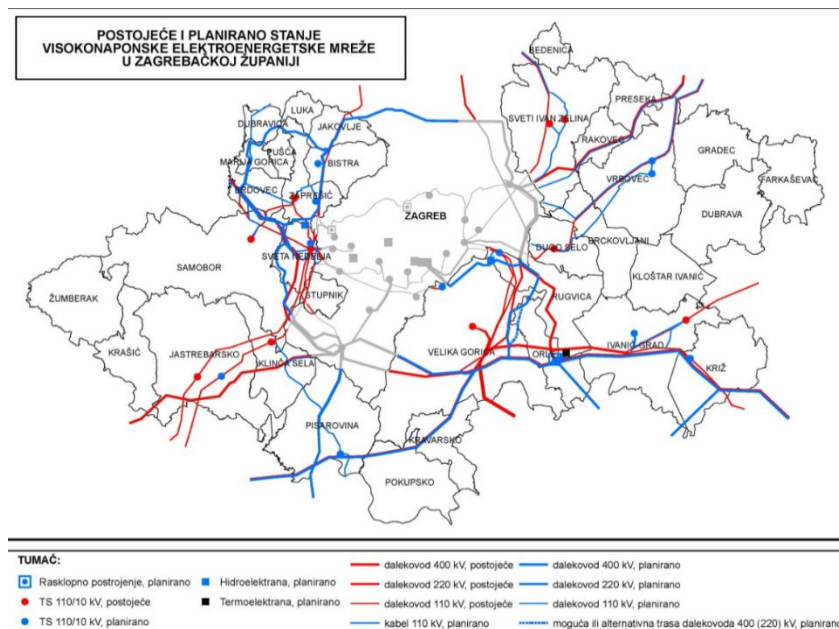 POSTOJEĆE I PLANIRANO STANJE
VISOKONAPONSKE ELEKTROENERGETSKE MREŽE
U ZAGREBAČKOJ ŽUPANIJI
BEDENICA
LUKA
DUBRAVICA
JAKOVLJE
PUŠĆA
MARIJA GORICA
BISTRA
BRDOVEC
ZAPREŠIĆ
SVETI IVAN ZELINA
PRESEKA
RAKOVEC
GRADEC
VRBOVEC
FARKAŠEVAC
DUBRAVA
ZAGREB
SVETA NEDELJA
SAMOBOR
STUPNIK
DUGO SELO
BRCKOVLJANI
KLOŠTAR IVANIĆ
RUGVICA
ŽUMBERAK
KRAŠIĆ
JASTREBARSKO
KLINČA SELA
VELIKA GORICA
ORLE
IVANIĆ-GRAD
KRIŽ
PISAROVINA
KRAVARSKO
POKUPSKO
TUMAČ:
Rasklopno postrojenje, planirano
TS 110/10 kV, postojeće
TS 110/10 kV, planirano
Hidroelektrana, planirano
Termoelektrana, planirano
dalekovod 400 kV, postojeće
dalekovod 220 kV, postojeće
dalekovod 110 kV, postojeće
kabel 110 kV, planirano
dalekovod 400 kV, planirano
dalekovod 220 kV, planirano
dalekovod 110 kV, planirano
moguća ili alternativna trasa dalekovoda 400 (220) kV, planirano